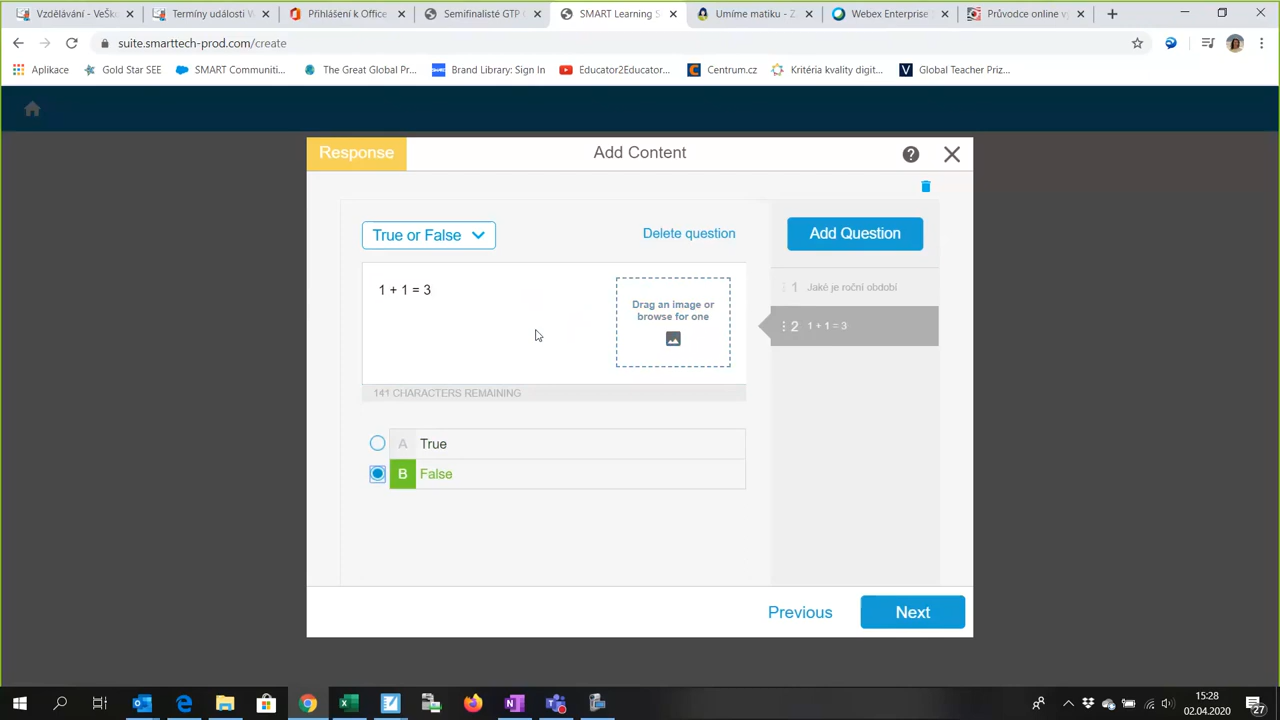 Vzdělávání - VeŠk
Termíny událostí V
Přihlášení k Office
Semifinalisté GTP C
SMART Learning S
Umíme matiku - Z
Webex Enterprise
Průvodce online vy
suite.smarttech-prod.com/create
Aplikace
Gold Star SEE
SMART Communiti...
The Great Global Pr...
Brand Library: Sign In
Educator2Educator...
Centrum.cz
Kritéria kvality digit...
Global Teacher Priz...
Response
Add Content
True or False
Delete question
Add Question
1 + 1 = 3
Drag an image or
browse for one
1 Jaké je roční období
2 1 + 1 = 3
141 CHARACTERS REMAINING
A True
B False
Previous
Next
15:28
02.04.2020
27